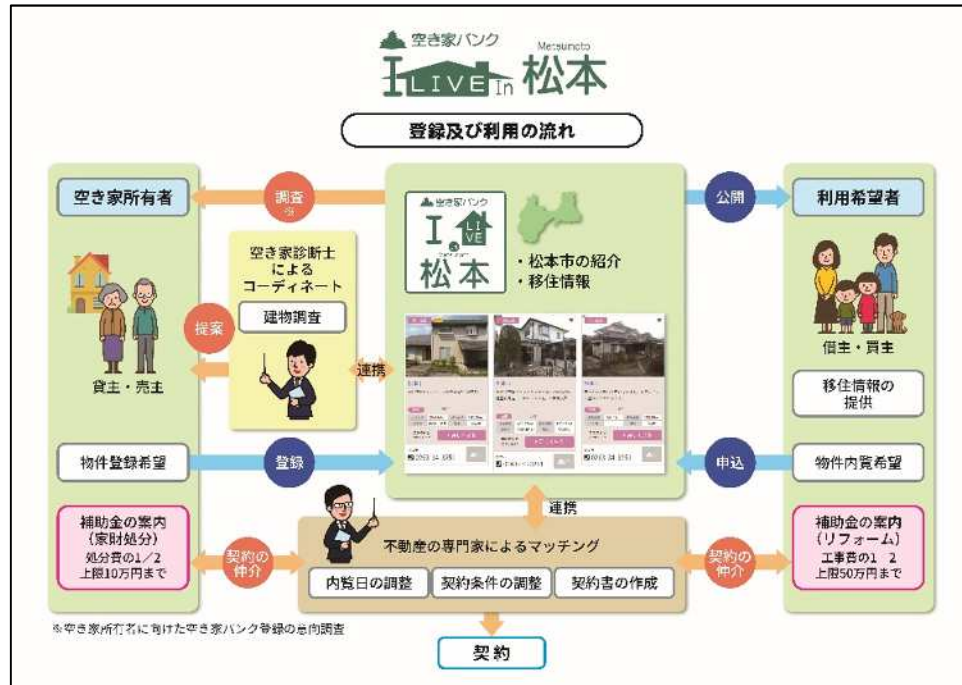 空き家バンク
Metsumoto
I LIVE In 松本
登録及び利用の流れ
空き家所有者
調査
※
公開
利用希望者
空き家バンク
I LIVE
松本
・松本市の紹介
・移住情報
空き家診断士
による
コーディネート
建物調査
提案
連携
貸主・売主
借主・買主
移住情報の
提供
物件登録希望
登録
申込
物件内覧希望
連携
補助金の案内
(家財処分)
処分費の1/2
上限10万円まで
契約の
仲介
不動産の専門家によるマッチング
内覧日の調整
契約条件の調整
契約書の作成
契約の
仲介
補助金の案内
(リフォーム)
工事費の1 2
上限50万円まで
※空き家所有者に向けた空き家バンク登録の意向調査
契約